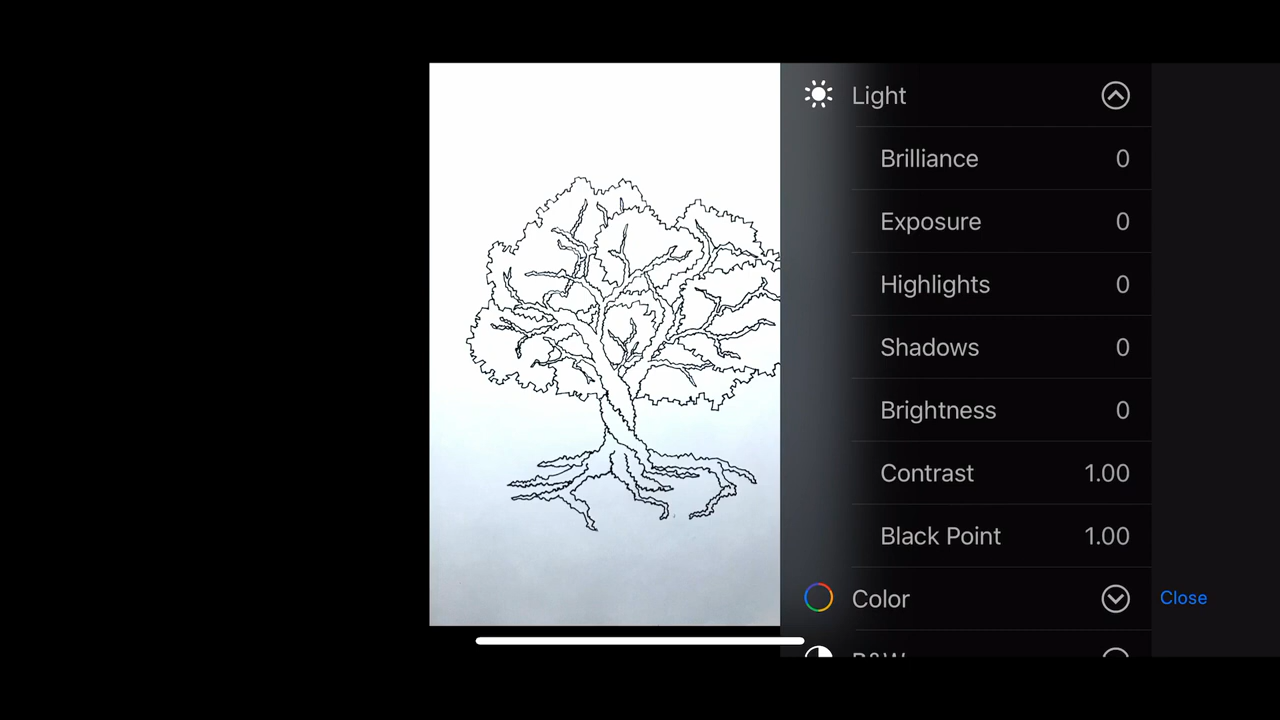 Light
Brilliance 0
Exposure 0
Highlights 0
Shadows 0
Brightness 0
Contrast 1.00
Black Point 1.00
Color
Close
B&W